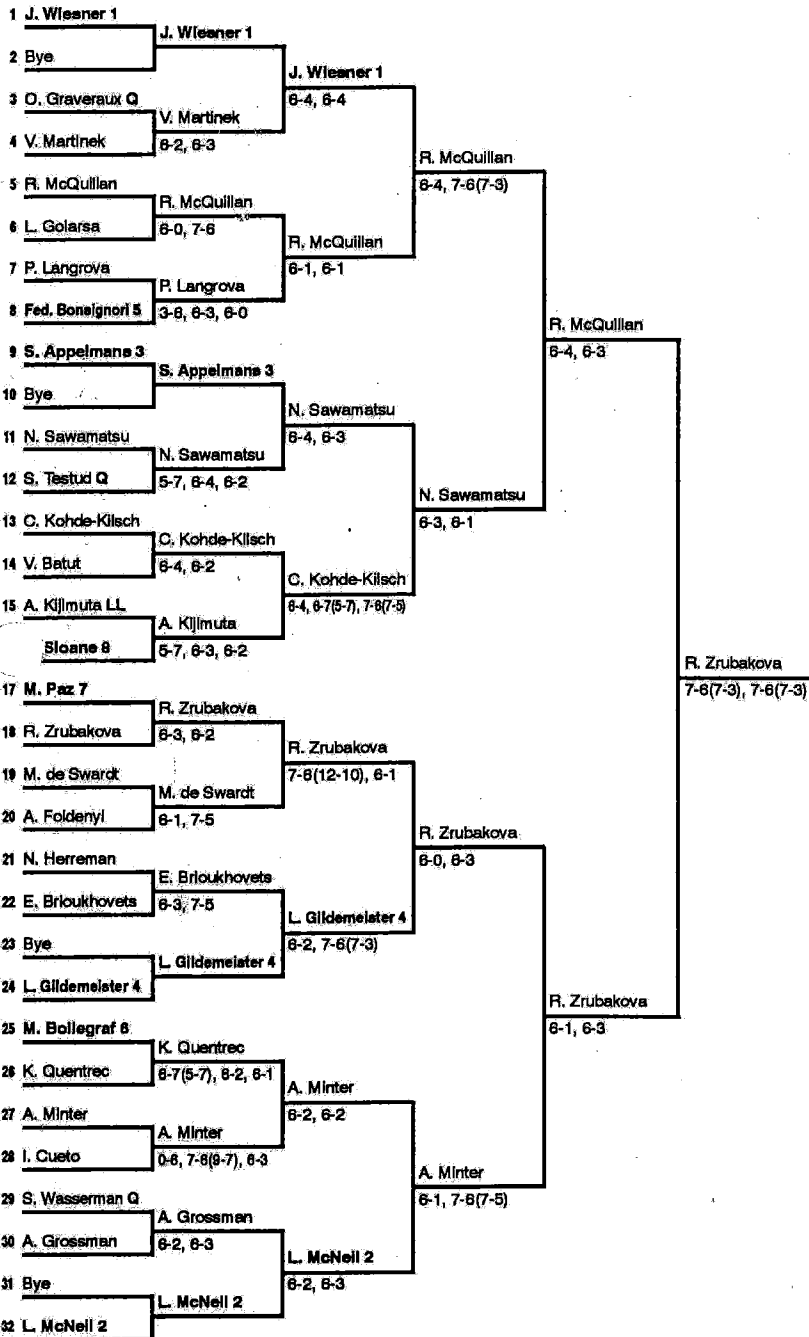 1 J. Wiesner 1
2 Bye
3 O. Graveraux Q
4 V. Martinek
5 R. McQuillan
6 L. Golarsa
7 P. Langrova
8 Fed. Bonsignori 5
9 S. Appelmans 3
10 Bye
11 N. Sawamatsu
12 S. Testud Q
13 C. Kohde-Kilsch
14 V. Batut
15 A. Kijimuta LL
Sloane 8
17 M. Paz 7
18 R. Zrubakova
19 M. de Swardt
20 A. Foldenyi
21 N. Herreman
22 E. Brioukhovets
23 Bye
24 L. Gildemeister 4
25 M. Bollegraf 6
26 K. Quentrec
27 A. Minter
28 I. Cueto
29 S. Wasserman Q
30 A. Grossman
31 Bye
32 L. McNeil 2
J. Wiesner 1
V. Martinek
6-2, 6-3
R. McQuillan
6-0, 7-6
P. Langrova
3-6, 6-3, 6-0
S. Appelmans 3
N. Sawamatsu
5-7, 6-4, 6-2
C. Kohde-Kilsch
6-4, 6-2
A. Kijimuta
5-7, 6-3, 6-2
R. Zrubakova
6-3, 6-2
M. de Swardt
6-1, 7-5
E. Brioukhovets
6-3, 7-5
L. Gildemeister 4
K. Quentrec
6-7(5-7), 6-2, 6-1
A. Minter
0-6, 7-6(9-7), 6-3
A. Grossman
6-2, 6-3
L. McNeil 2
J. Wiesner 1
6-4, 6-4
R. McQuillan
6-1, 6-1
N. Sawamatsu
6-4, 6-3
C. Kohde-Kilsch
6-4, 6-7(5-7), 7-6(7-5)
R. Zrubakova
7-6(12-10), 6-1
L. Gildemeister 4
6-2, 7-6(7-3)
A. Minter
6-2, 6-2
L. McNeil 2
6-2, 6-3
R. McQuillan
6-4, 7-6(7-3)
N. Sawamatsu
6-3, 6-1
R. Zrubakova
6-0, 6-3
A. Minter
6-1, 7-6(7-5)
R. McQuillan
6-4, 6-3
R. Zrubakova
6-1, 6-3
R. Zrubakova
7-6(7-3), 7-6(7-3)